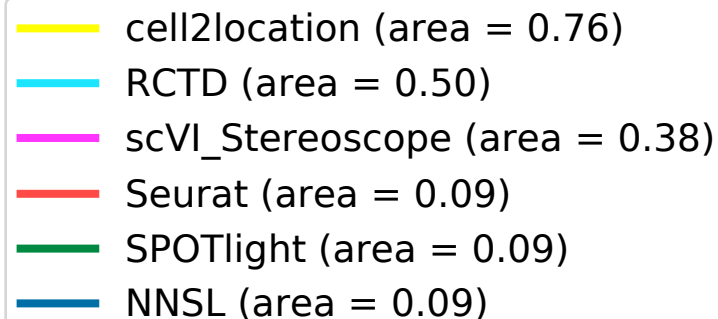 cell2location (area = 0.76)
RCTD (area = 0.50)
scVI_Stereoscope (area = 0.38)
Seurat (area = 0.09)
SPOTlight (area = 0.09)
NNSL (area = 0.09)